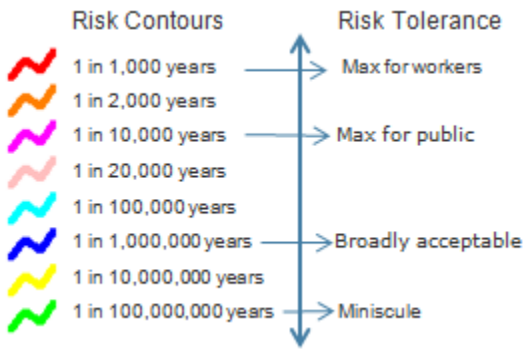 Risk Contours Risk Tolerance
1 in 1,000 years Max for workers
1 in 2,000 years
1 in 10,000 years Max for public
1 in 20,000 years
1 in 100,000 years
1 in 1,000,000 years Broadly acceptable
1 in 10,000,000 years
1 in 100,000,000 years Miniscule